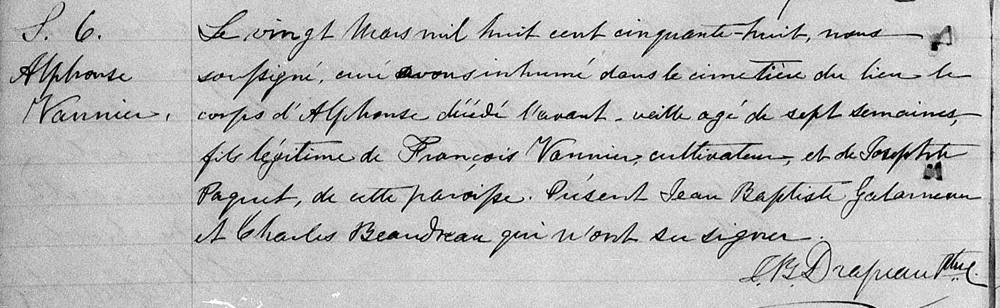 S. 6.
Alphonse
Vannier,
Le vingt Mars mil huit cent cinquante-huit, nous
soussigné, curé avons inhumé dans le cimetière du lieu le
corps d'Alphonse décédé l'avant-veille agé de sept semaines,
fils légitime de François Vannier, cultivateur, et de Josephte
Paquet, de cette paroisse. Présent Jean Baptiste Galarneau
et Charles Beaudreau qui n'ont su signer.
J. B. Drapeau Ptre.